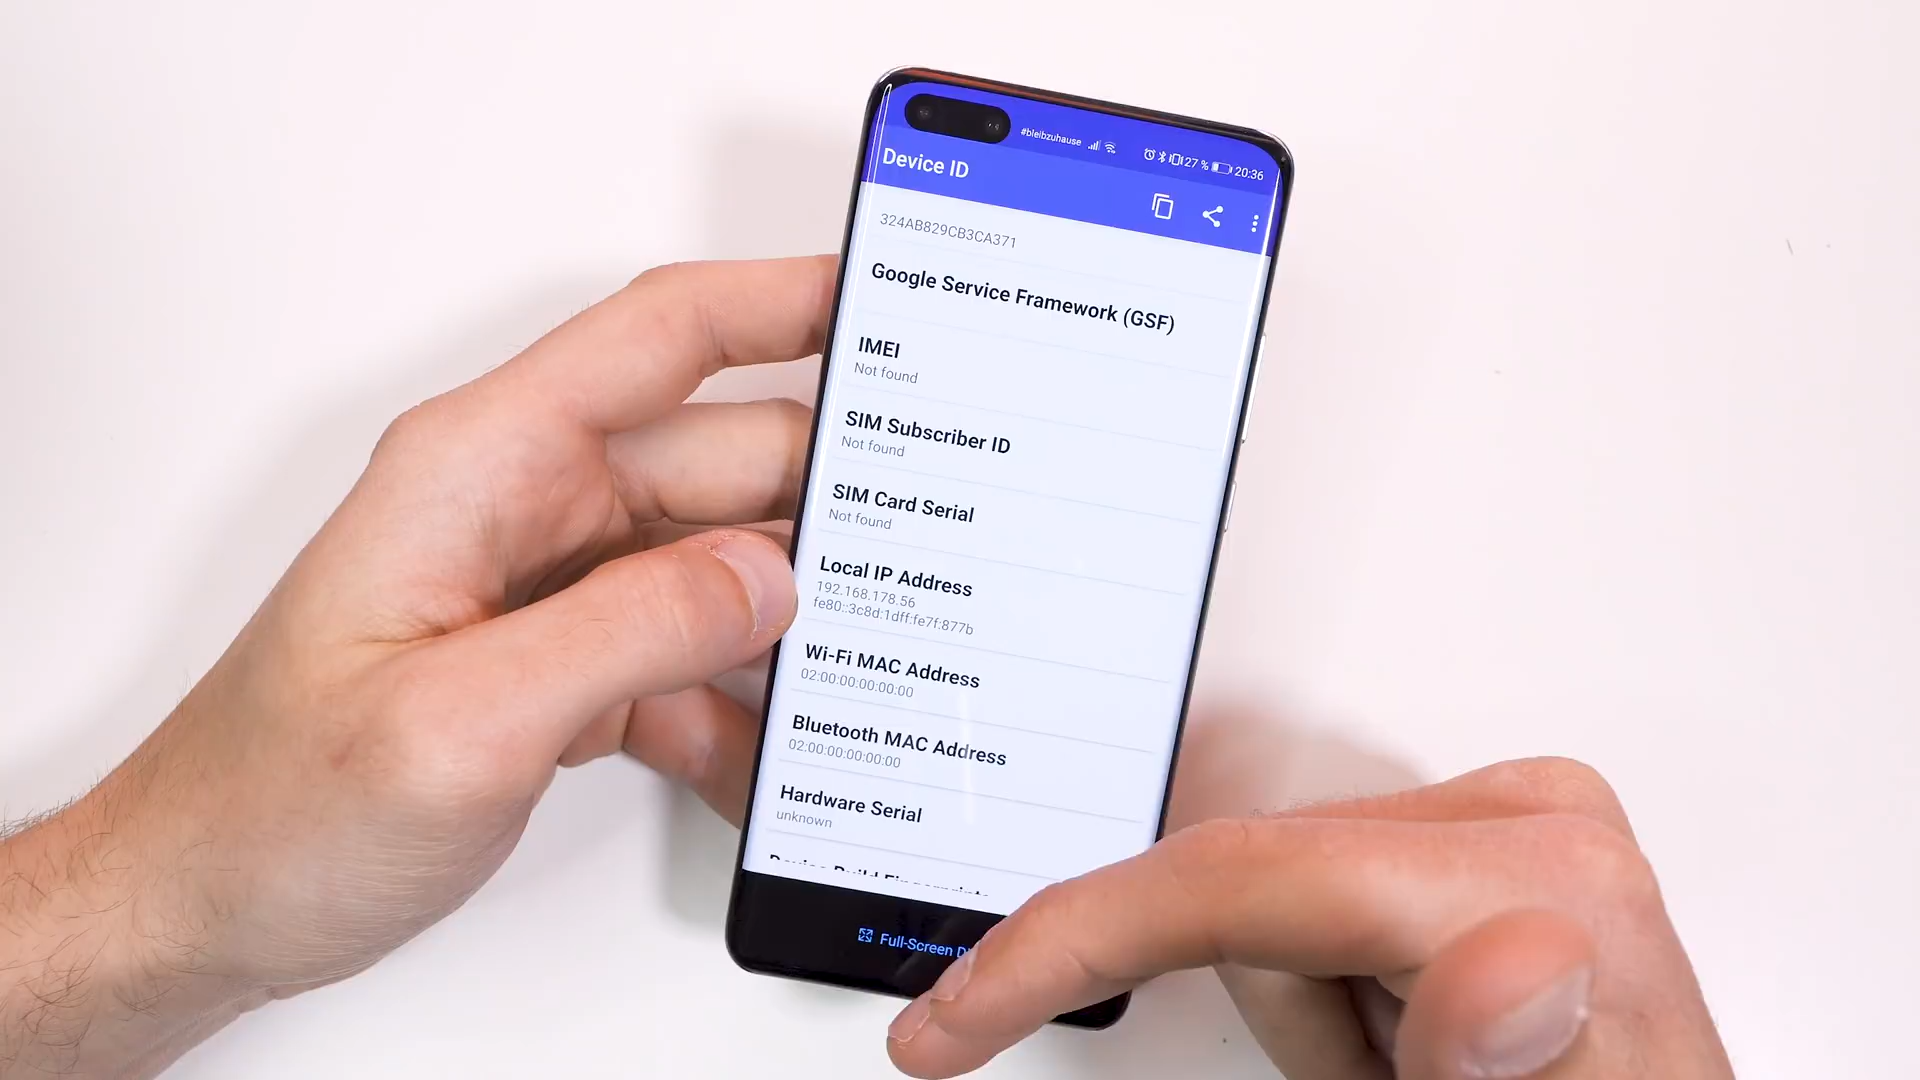 #bleibzuhause 27 % 20:36
Device ID
324AB829CB3CA371
Google Service Framework (GSF)
IMEI
Not found
SIM Subscriber ID
Not found
SIM Card Serial
Not found
Local IP Address
192.168.178.56
fe80::3c8d:1dff:fe7f:877b
Wi-Fi MAC Address
02:00:00:00:00:00
Bluetooth MAC Address
02:00:00:00:00:00
Hardware Serial
unknown
Device Build Fingerprints
Full-Screen